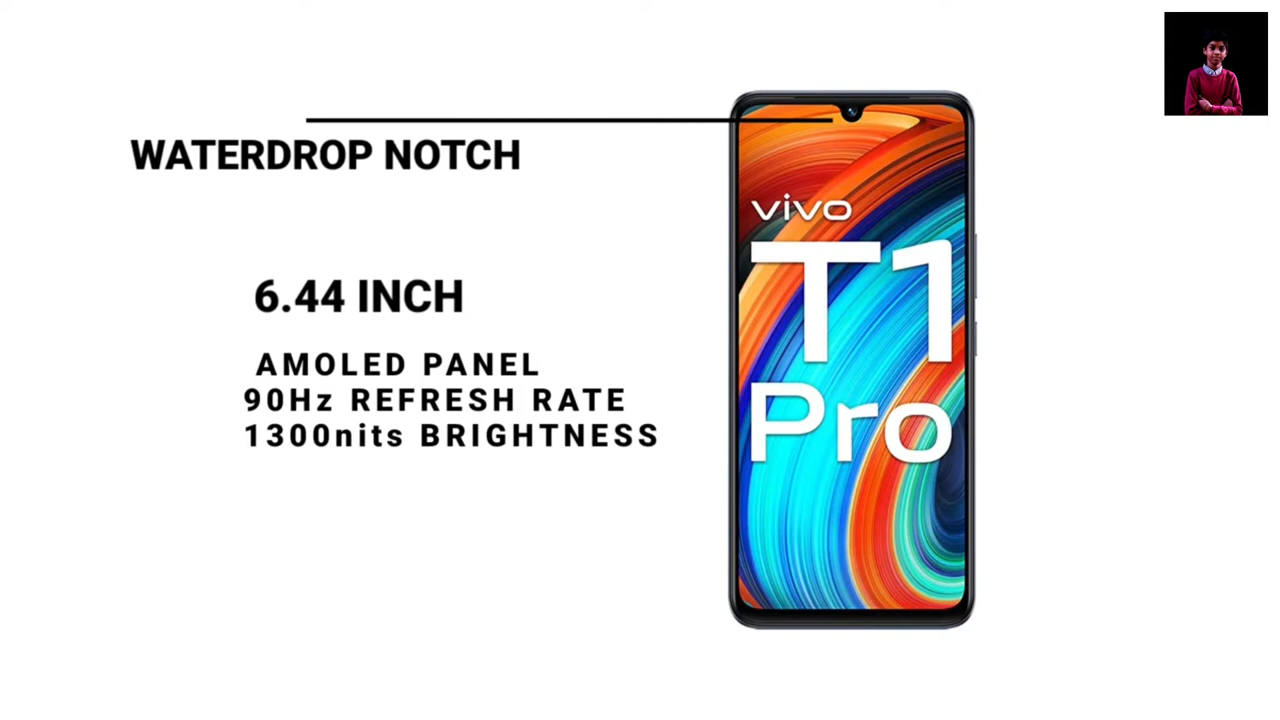 WATERDROP NOTCH
6.44 INCH
AMOLED PANEL
90Hz REFRESH RATE
1300nits BRIGHTNESS
vivo
T1
Pro